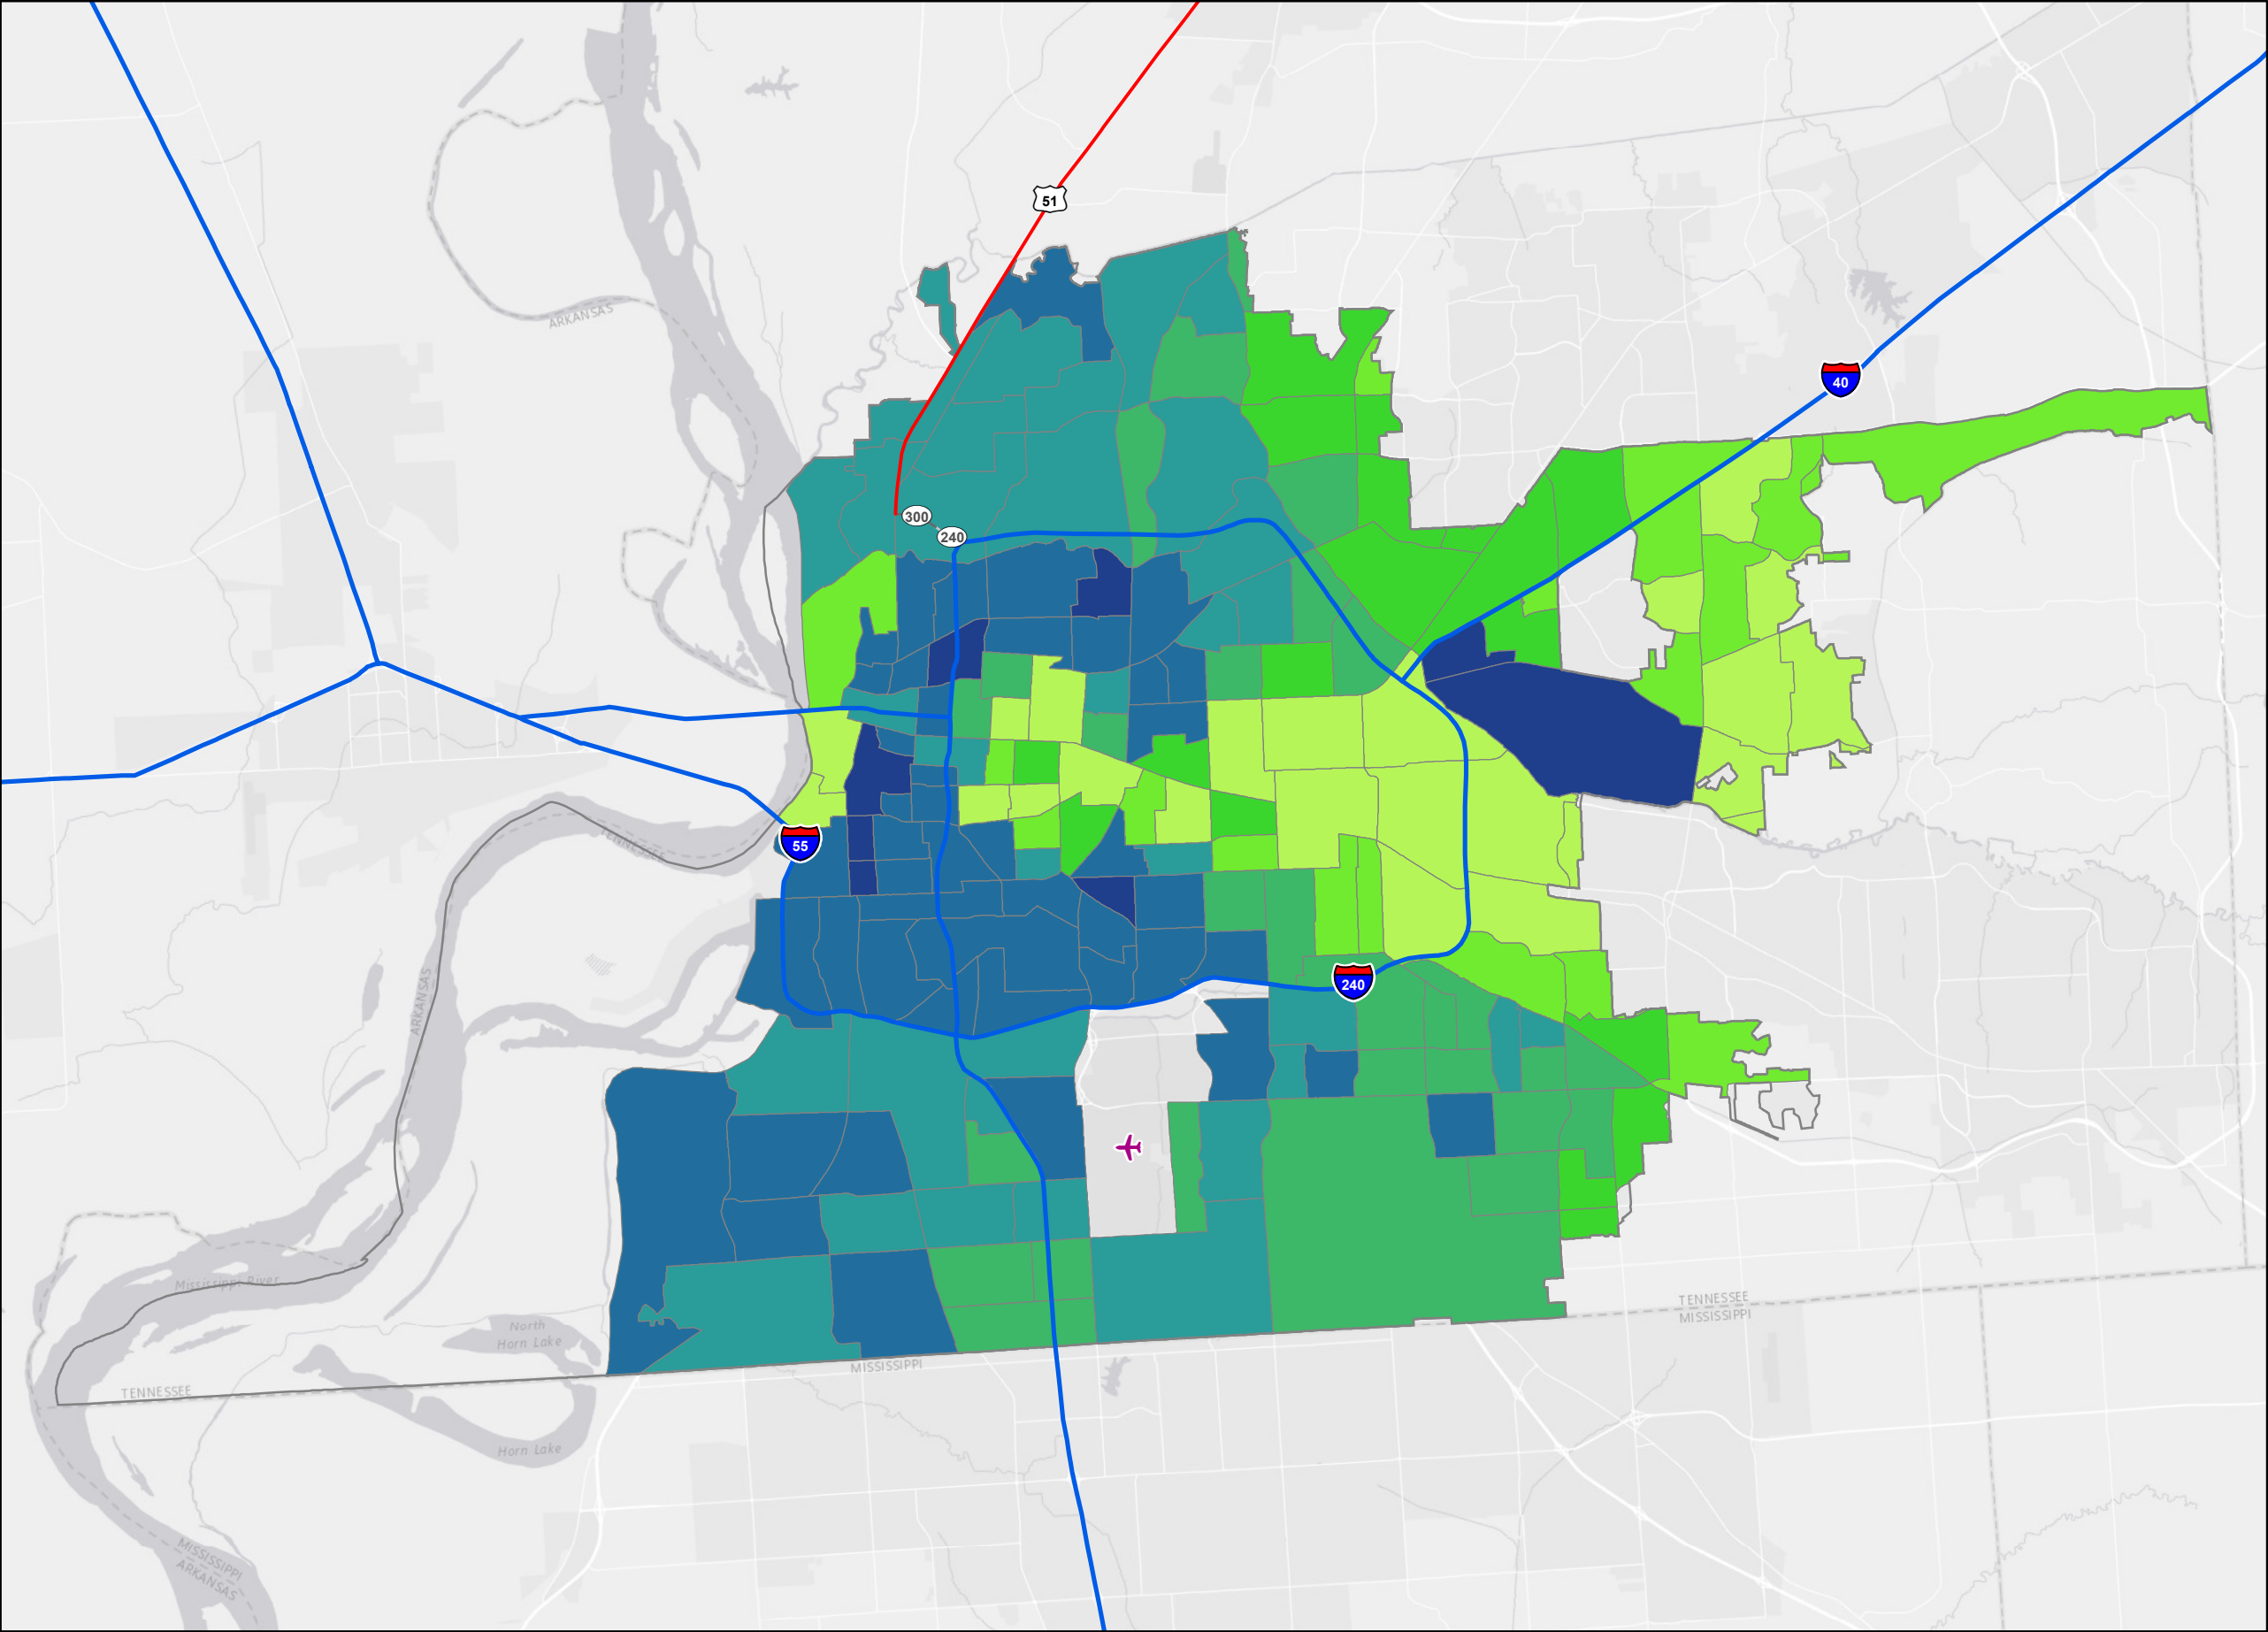 51
ARKANSAS
40
300
240
TENNESSEE
55
ARKANSAS
240
Mississippi River
TENNESSEE
MISSISSIPPI
North
Horn Lake
MISSISSIPPI
TENNESSEE
Horn Lake
MISSISSIPPI
ARKANSAS